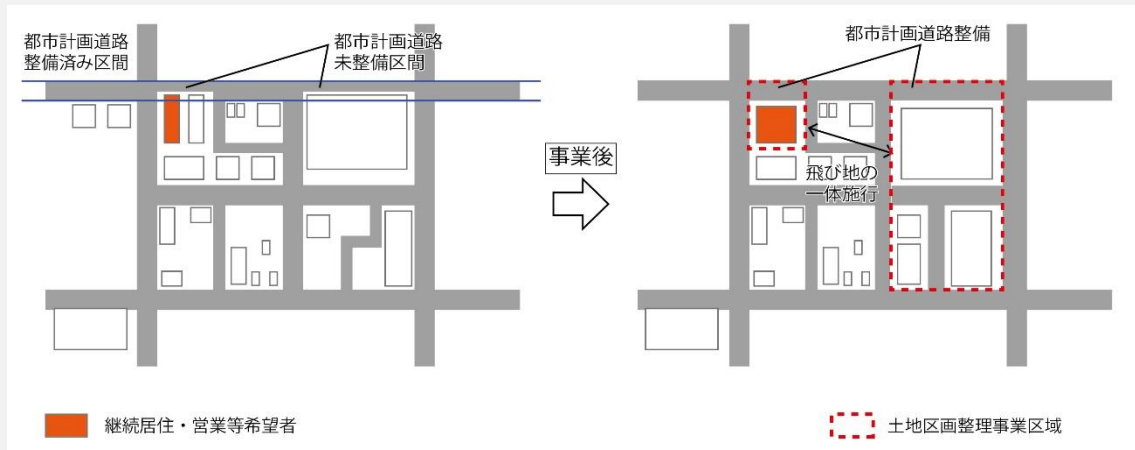 都市計画道路
整備済み区間
都市計画道路
未整備区間
事業後
都市計画道路整備
飛び地の
一体施行
継続居住・営業等希望者
土地区画整理事業区域